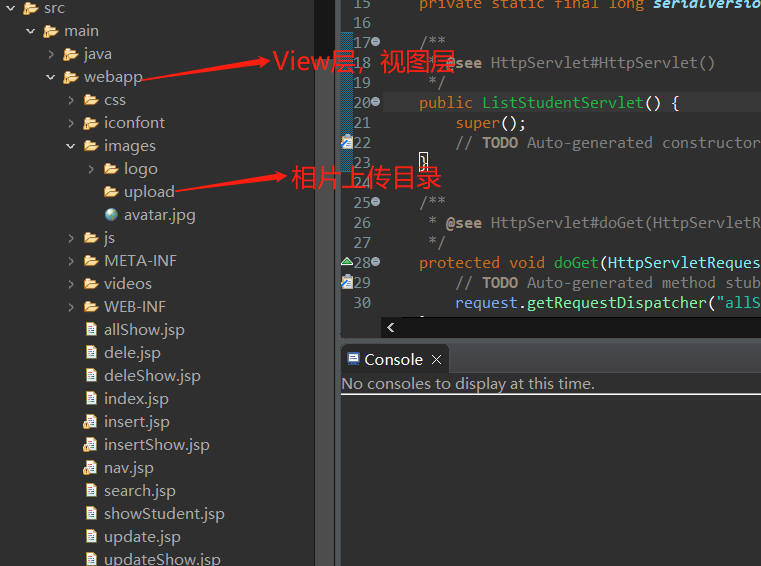 src
main
java
webapp
css
iconfont
images
logo
upload
avatar.jpg
js
META-INF
videos
WEB-INF
allShow.jsp
dele.jsp
deleShow.jsp
index.jsp
insert.jsp
insertShow.jsp
nav.jsp
search.jsp
showStudent.jsp
update.jsp
updateShow.jsp
View层，视图层
相片上传目录
15 private static final long serialVersio
16
17 /**
18 * @see HttpServlet#HttpServlet()
19 */
20 public ListStudentServlet() {
21 super();
22 // TODO Auto-generated constructor
23 }
24
25 /**
26 * @see HttpServlet#doGet(HttpServletR
27 */
28 protected void doGet(HttpServletReques
29 // TODO Auto-generated method stub
30 request.getRequestDispatcher("allS
Console
No consoles to display at this time.